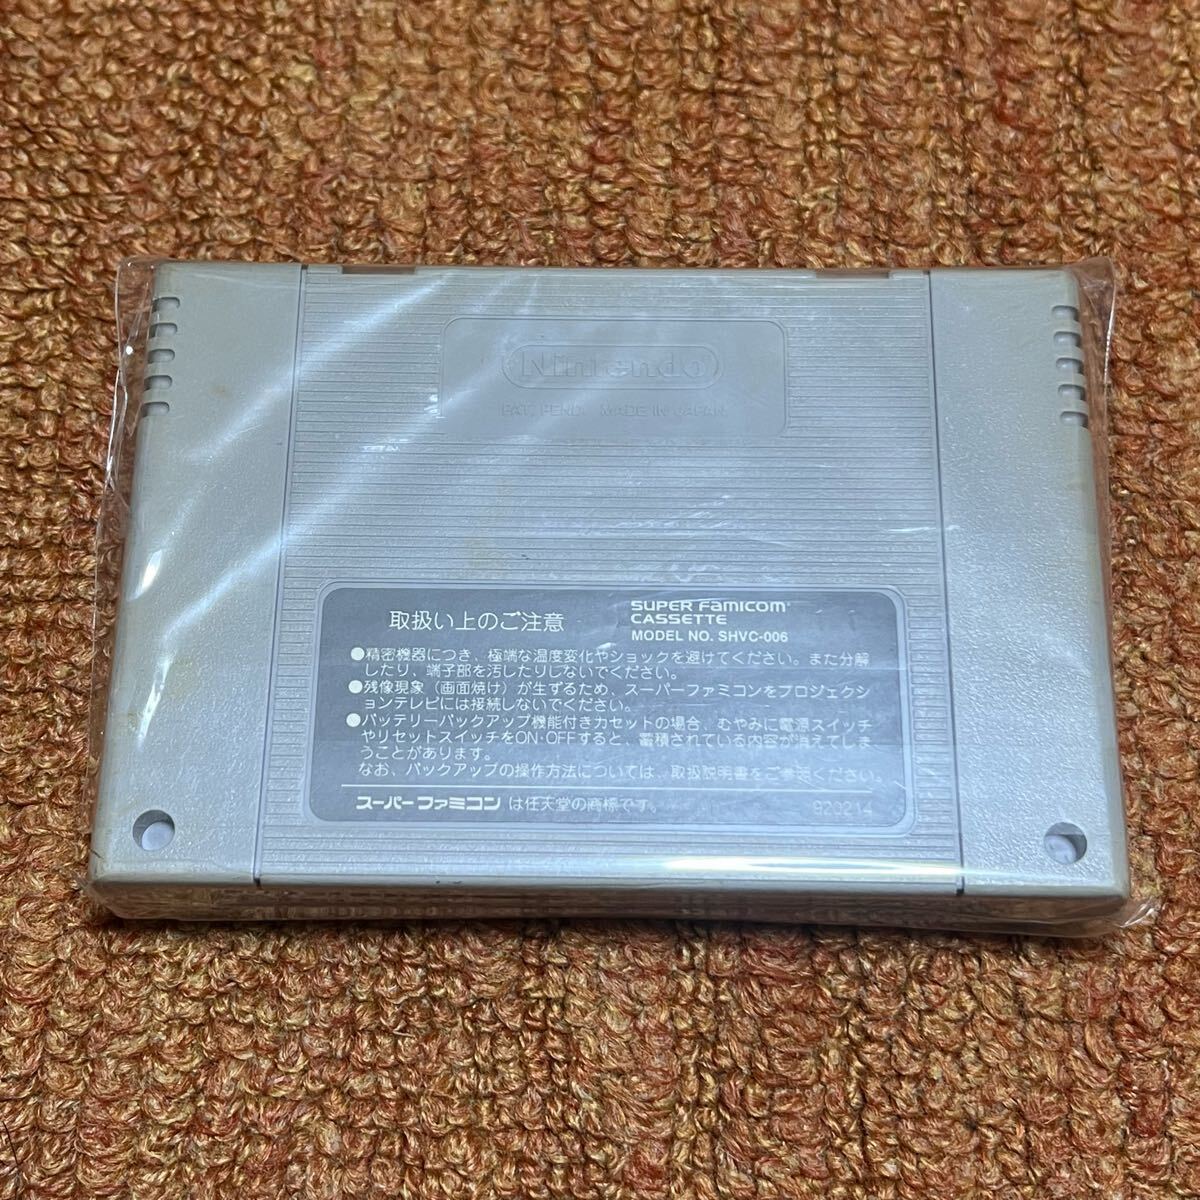 Nintendo
PAT. PEND. MADE IN JAPAN
取扱い上のご注意
SUPER FAMICOM
CASSETTE
MODEL NO. SHVC-006
●精密機器につき、極端な温度変化やショックを避けてください。また分解
したり、端子部を汚したりしないでください。
●残像現象（画面焼け）が生ずるため、スーパーファミコンをプロジェクシ
ョンテレビには接続しないでください。
●バッテリーバックアップ機能付きカセットの場合、むやみに電源スイッチ
やリセットスイッチをON・OFFすると、蓄積されている内容が消えてしま
うことがあります。
なお、バックアップの操作方法については、取扱説明書をご参照ください。
スーパーファミコン は任天堂の商標です。
920214